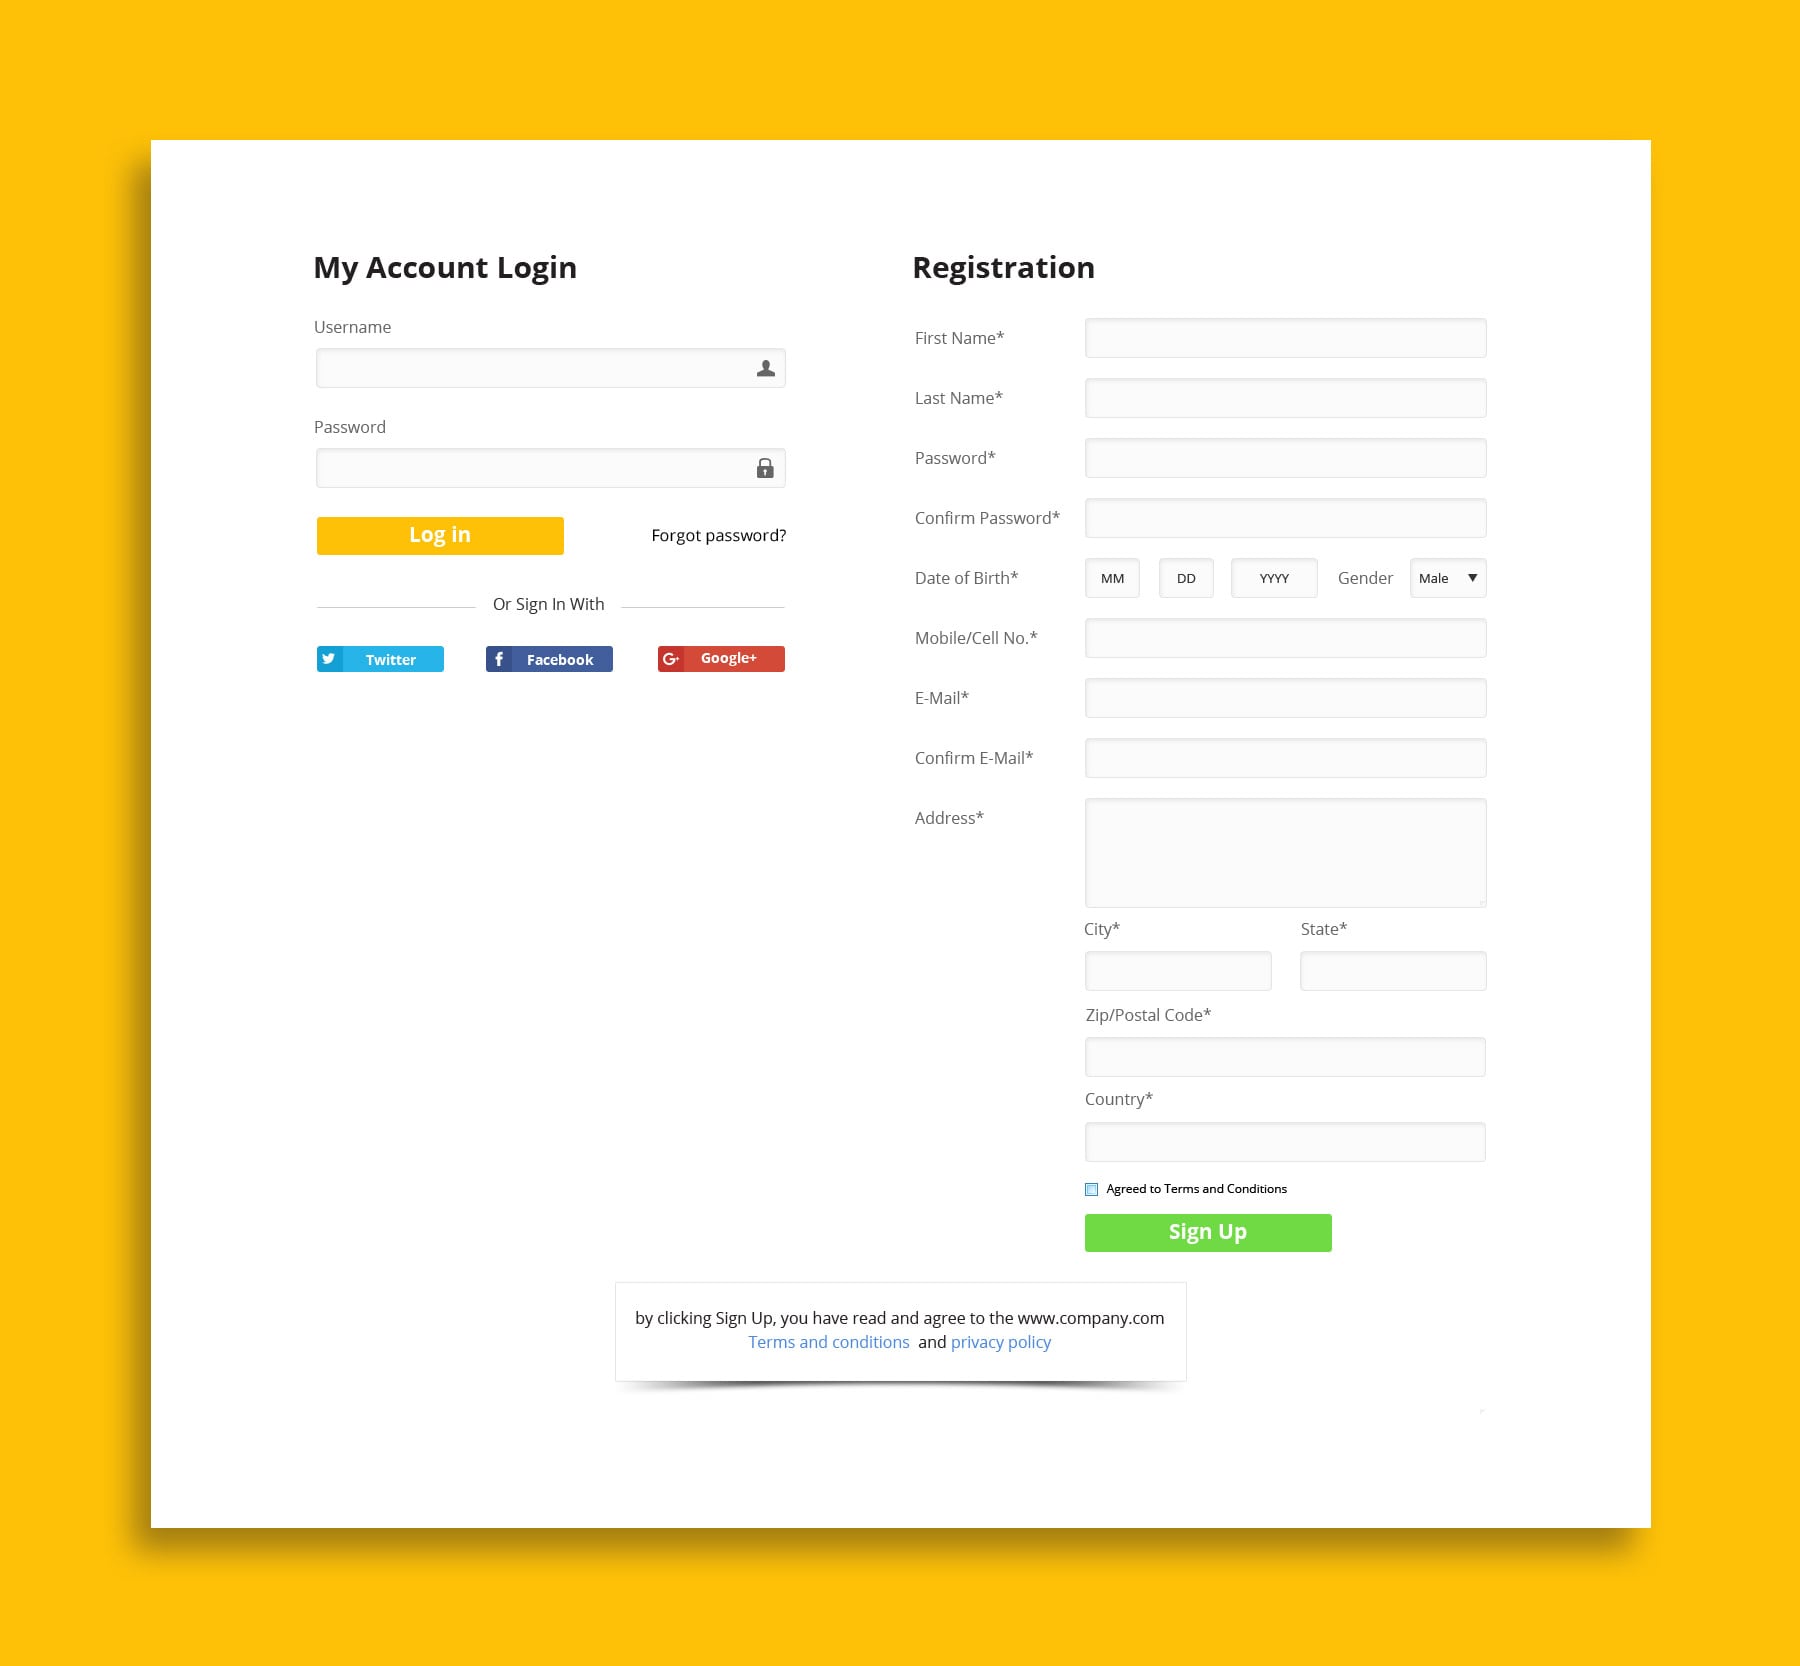 My Account Login
Username
Password
Log in
Forgot password?
Or Sign In With
Twitter
Facebook
Google+
Registration
First Name*
Last Name*
Password*
Confirm Password*
Date of Birth* MM DD YYYY Gender Male
Mobile/Cell No.*
E-Mail*
Confirm E-Mail*
Address*
City* State*
Zip/Postal Code*
Country*
Agreed to Terms and Conditions
Sign Up
by clicking Sign Up, you have read and agree to the www.company.com
Terms and conditions and privacy policy